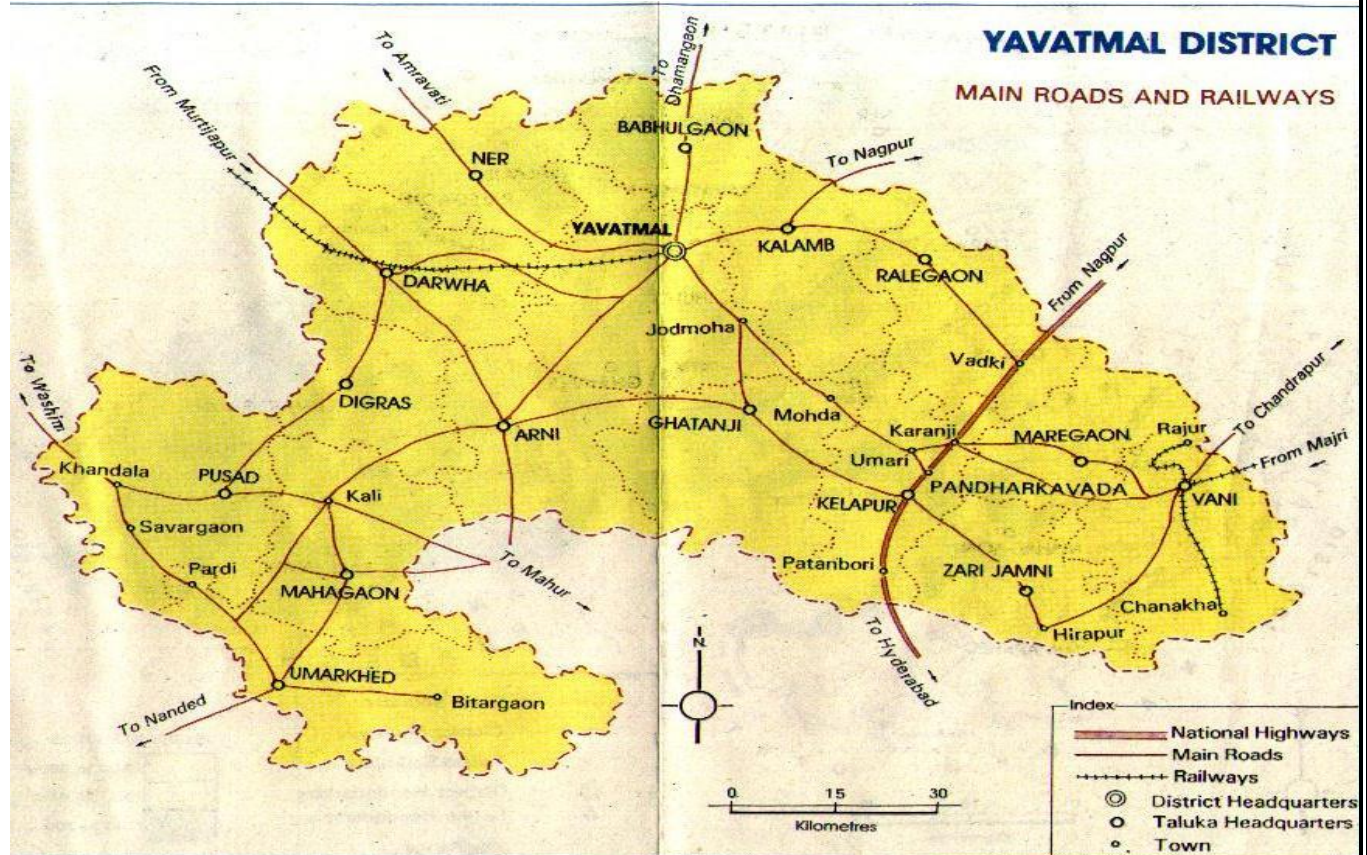 YAVATMAL DISTRICT
MAIN ROADS AND RAILWAYS
To Amravati
To Dhamangaon
From Murtijapur
BABHULGAON
NER
To Nagpur
YAVATMAL
KALAMB
RALEGAON
From Nagpur
DARWHA
Jodmoha
Vadki
To Washim
DIGRAS
ARNI
GHATANJI
Mohda
Karanji
MAREGAON
Rajur
To Chandrapur
From Majri
Khandala
PUSAD
Kali
Umari
PANDHARKAVADA
VANI
KELAPUR
Savargaon
Pardi
MAHAGAON
To Mahur
Patanbori
ZARI JAMNI
Chanakha
Hirapur
To Hyderabad
UMARKHED
Bitargaon
To Nanded
N
0
15
30
Kilometres
Index
National Highways
Main Roads
Railways
District Headquarters
Taluka Headquarters
Town